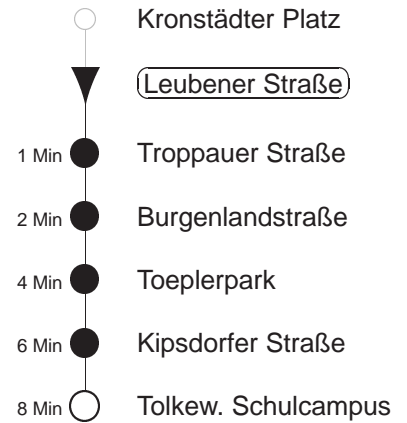 Kronstädter Platz
Leubener Straße
1 Min Troppauer Straße
2 Min Burgenlandstraße
4 Min Toeplerpark
6 Min Kipsdorfer Straße
8 Min Tolkew. Schulcampus